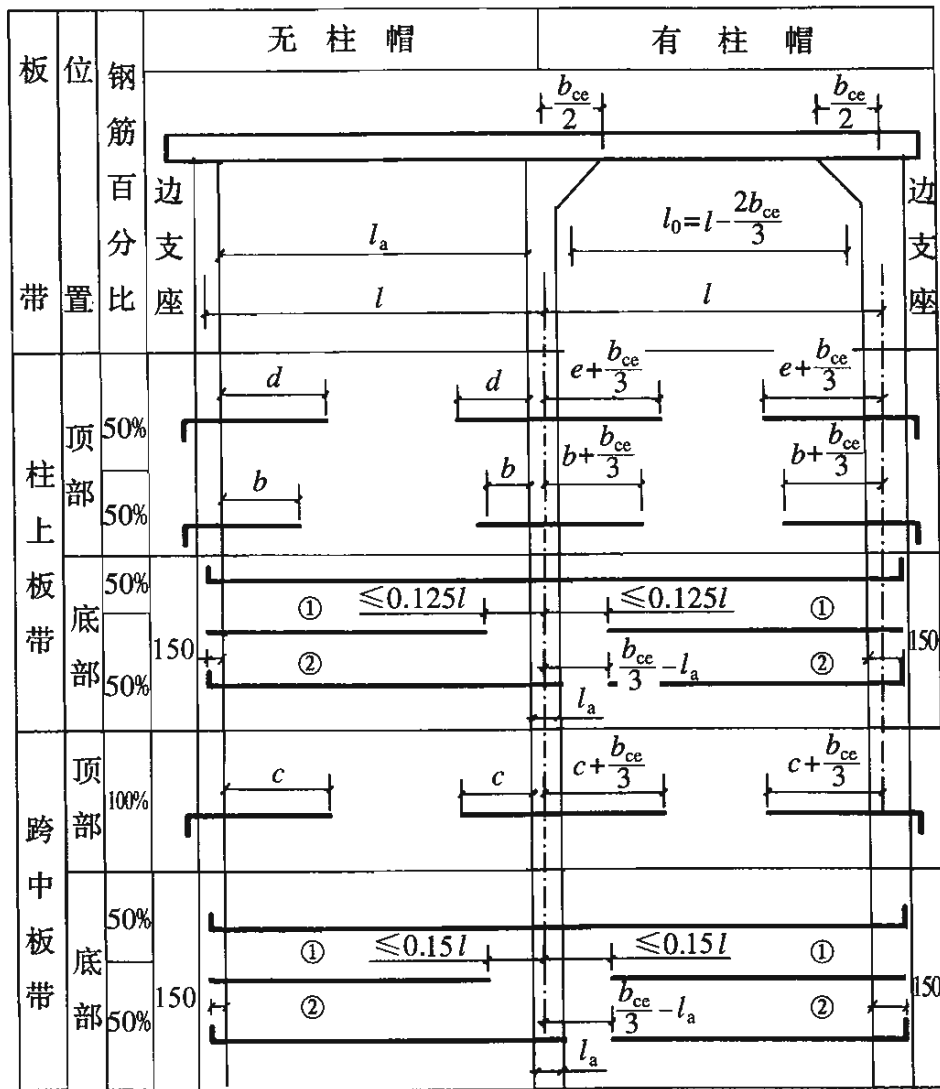 无柱帽
有柱帽
板带
位置
钢筋百分比
b_ce/2
b_ce/2
边支座
边支座
l_a
l_0=l-2b_ce/3
l
l
柱上板带
顶部
50%
d
d
e+b_ce/3
e+b_ce/3
50%
b
b
b+b_ce/3
b+b_ce/3
底部
50%
①
≤0.125l
≤0.125l
①
150
150
50%
②
b_ce/3-l_a
②
l_a
跨中板带
顶部
100%
c
c
c+b_ce/3
c+b_ce/3
底部
50%
①
≤0.15l
≤0.15l
①
150
150
50%
②
b_ce/3-l_a
②
l_a